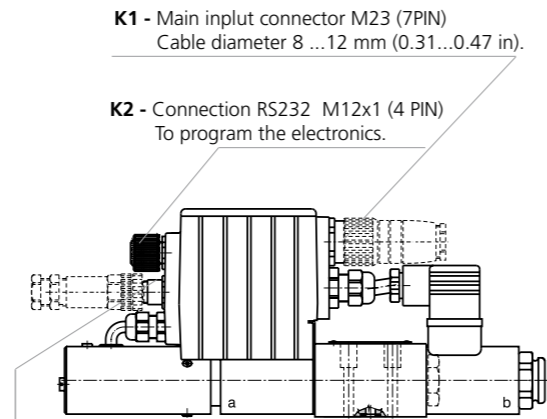 K1 - Main inplut connector M23 (7PIN)
Cable diameter 8 ...12 mm (0.31...0.47 in).
K2 - Connection RS232 M12x1 (4 PIN)
To program the electronics.
a
b